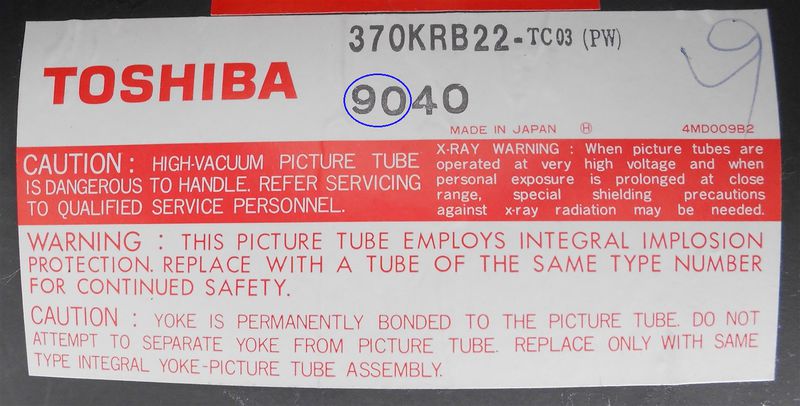 370KRB22-TC03 (PW)
TOSHIBA
9040
MADE IN JAPAN Ⓗ 4MD009B2
CAUTION : HIGH-VACUUM PICTURE TUBE
IS DANGEROUS TO HANDLE. REFER SERVICING
TO QUALIFIED SERVICE PERSONNEL.
X-RAY WARNING : When picture tubes are
operated at very high voltage and when
personal exposure is prolonged at close
range, special shielding precautions
against x-ray radiation may be needed.
WARNING : THIS PICTURE TUBE EMPLOYS INTEGRAL IMPLOSION
PROTECTION. REPLACE WITH A TUBE OF THE SAME TYPE NUMBER
FOR CONTINUED SAFETY.
CAUTION : YOKE IS PERMANENTLY BONDED TO THE PICTURE TUBE. DO NOT
ATTEMPT TO SEPARATE YOKE FROM PICTURE TUBE. REPLACE ONLY WITH SAME
TYPE INTEGRAL YOKE-PICTURE TUBE ASSEMBLY.